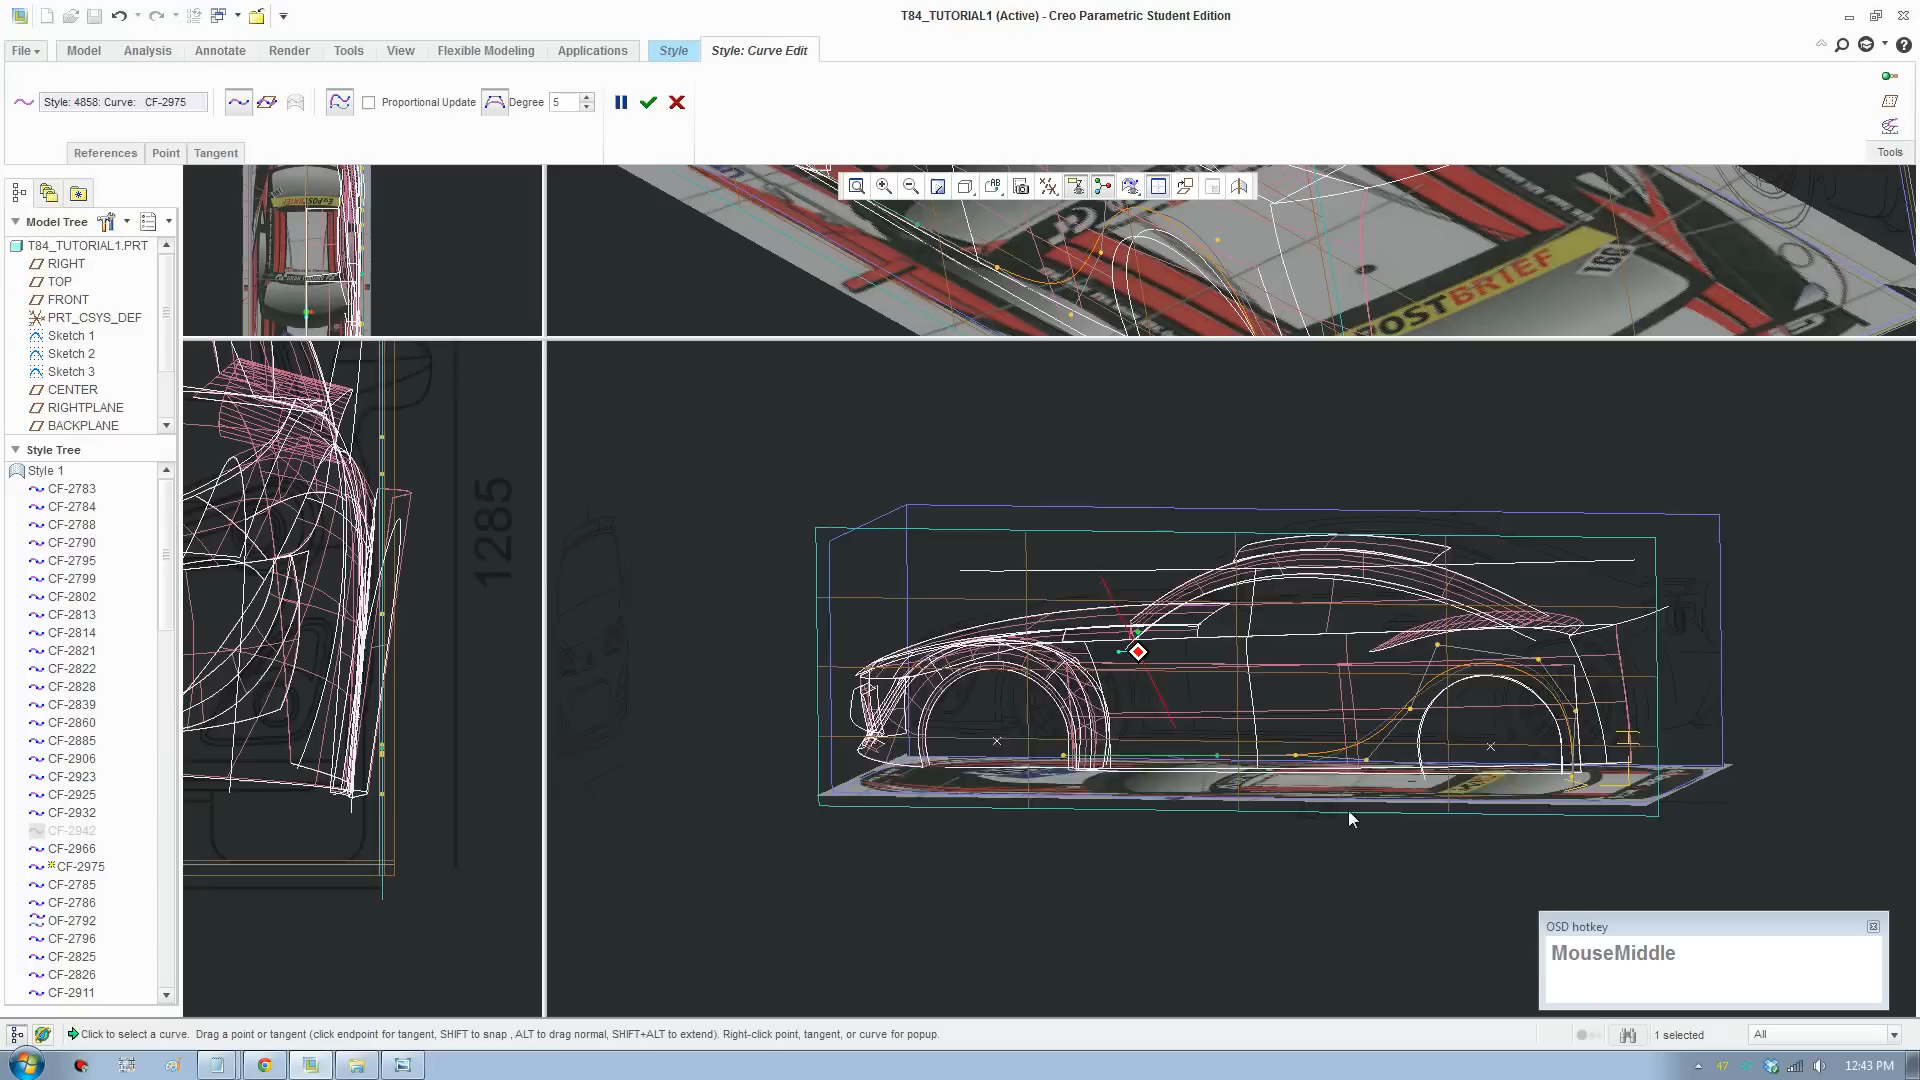 T84_TUTORIAL1 (Active) - Creo Parametric Student Edition
File
Model
Analysis
Annotate
Render
Tools
View
Flexible Modeling
Applications
Style
Style: Curve Edit
Style: 4858: Curve: CF-2975
Proportional Update
Degree
5
References
Point
Tangent
Tools
Model Tree
T84_TUTORIAL1.PRT
RIGHT
TOP
FRONT
PRT_CSYS_DEF
Sketch 1
Sketch 2
Sketch 3
CENTER
RIGHTPLANE
BACKPLANE
Style Tree
Style 1
CF-2783
CF-2784
CF-2788
CF-2790
CF-2795
CF-2799
CF-2802
CF-2813
CF-2814
CF-2821
CF-2822
CF-2828
CF-2839
CF-2860
CF-2885
CF-2906
CF-2923
CF-2925
CF-2932
CF-2942
CF-2966
CF-2975
CF-2785
CF-2786
OF-2792
CF-2796
CF-2825
CF-2826
CF-2911
POSTBRIEF
1285
OSD hotkey
MouseMiddle
Click to select a curve. Drag a point or tangent (click endpoint for tangent, SHIFT to snap , ALT to drag normal, SHIFT+ALT to extend). Right-click point, tangent, or curve for popup.
1 selected
All
47
12:43 PM